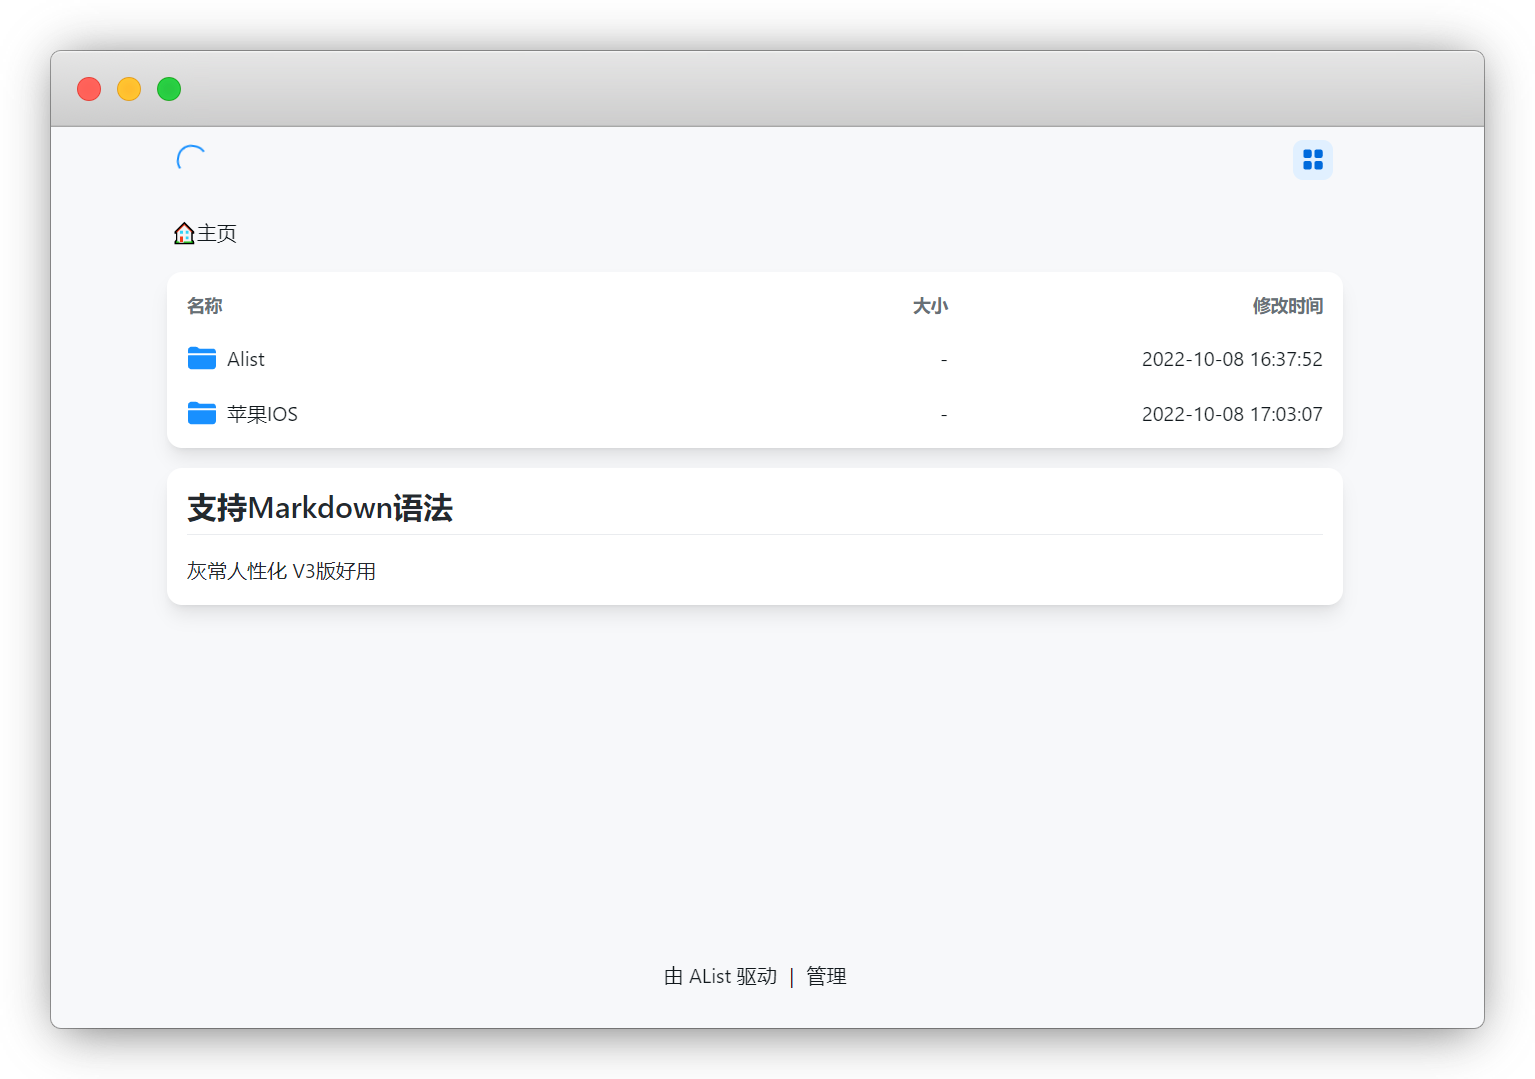 🏠主页
名称 大小 修改时间
Alist - 2022-10-08 16:37:52
苹果IOS - 2022-10-08 17:03:07
支持Markdown语法
灰常人性化 V3版好用
由 AList 驱动 | 管理